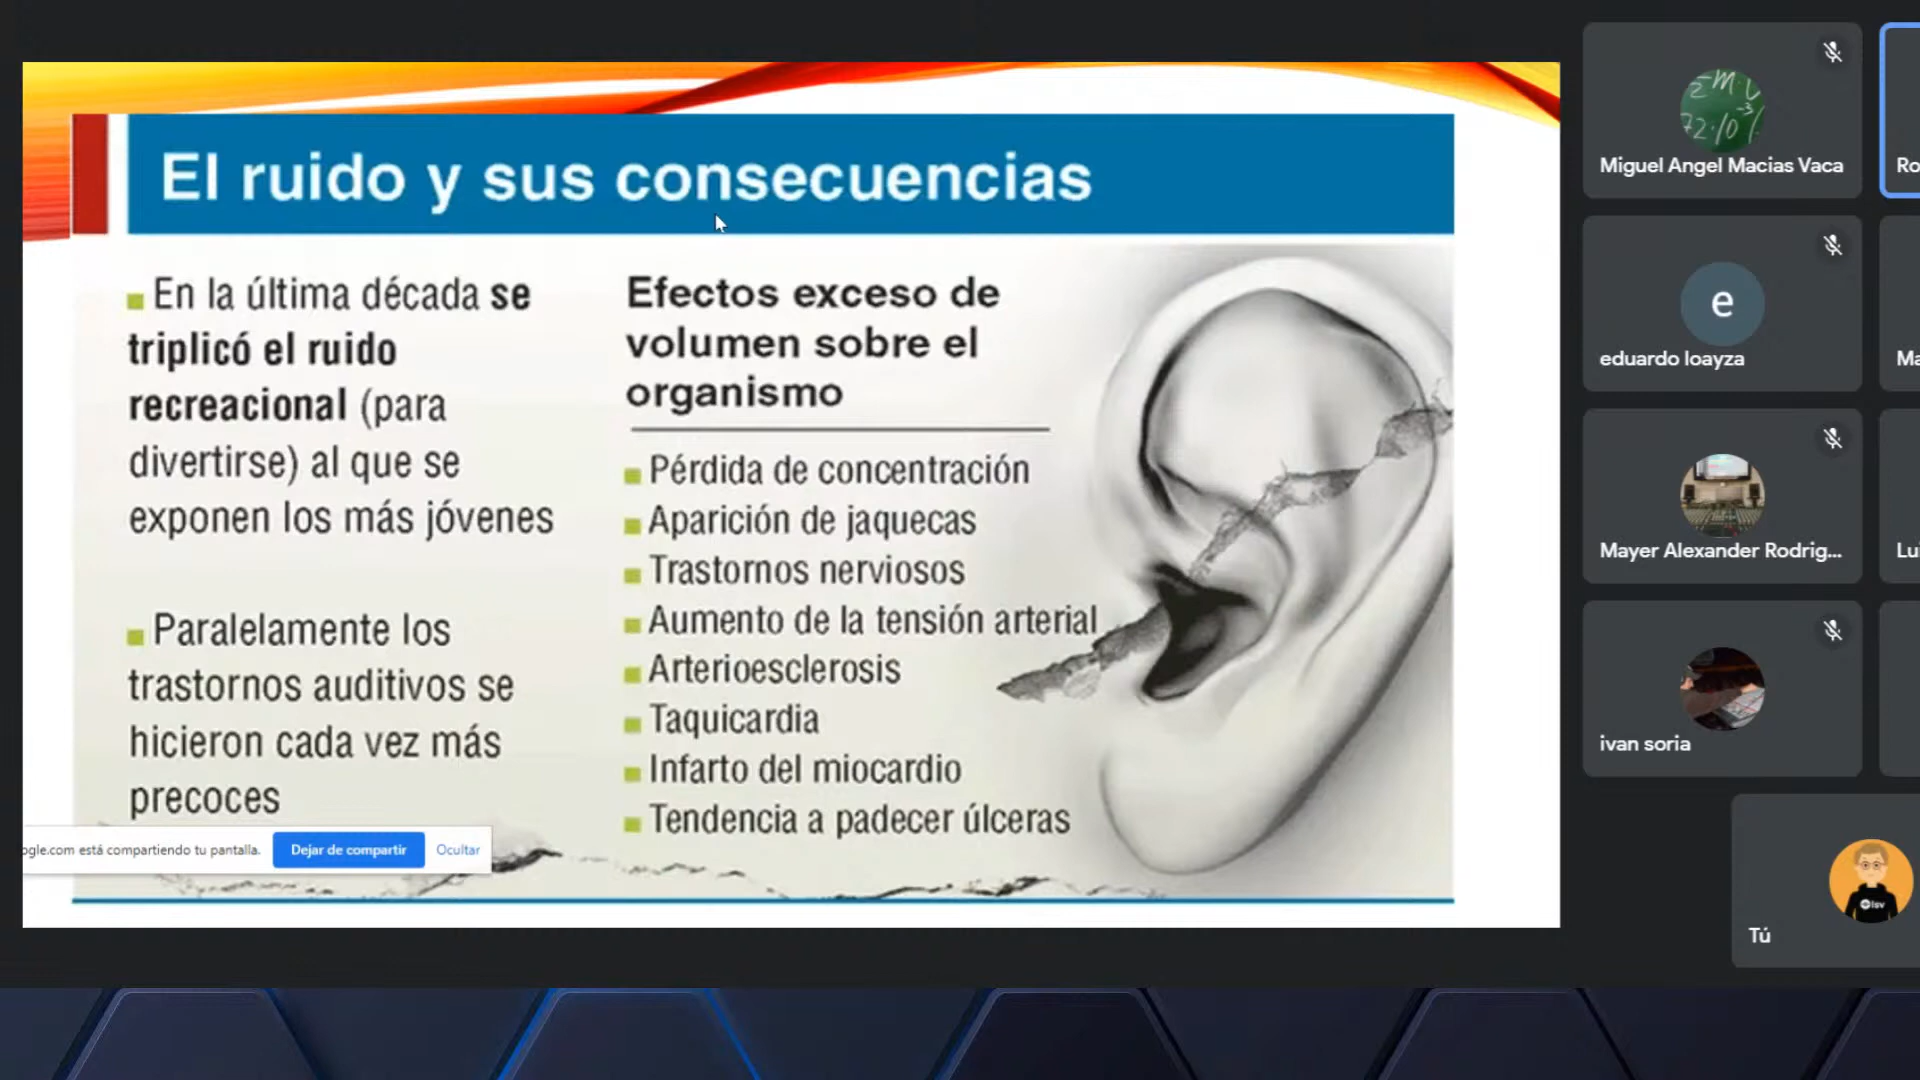 El ruido y sus consecuencias
En la última década se
triplicó el ruido
recreacional (para
divertirse) al que se
exponen los más jóvenes
Paralelamente los
trastornos auditivos se
hicieron cada vez más
precoces
Efectos exceso de
volumen sobre el
organismo
Pérdida de concentración
Aparición de jaquecas
Trastornos nerviosos
Aumento de la tensión arterial
Arterioesclerosis
Taquicardia
Infarto del miocardio
Tendencia a padecer úlceras
ogle.com está compartiendo tu pantalla.
Dejar de compartir
Ocultar
Miguel Angel Macias Vaca
Ro
e
eduardo loayza
Ma
Mayer Alexander Rodrig...
Lui
ivan soria
Tú